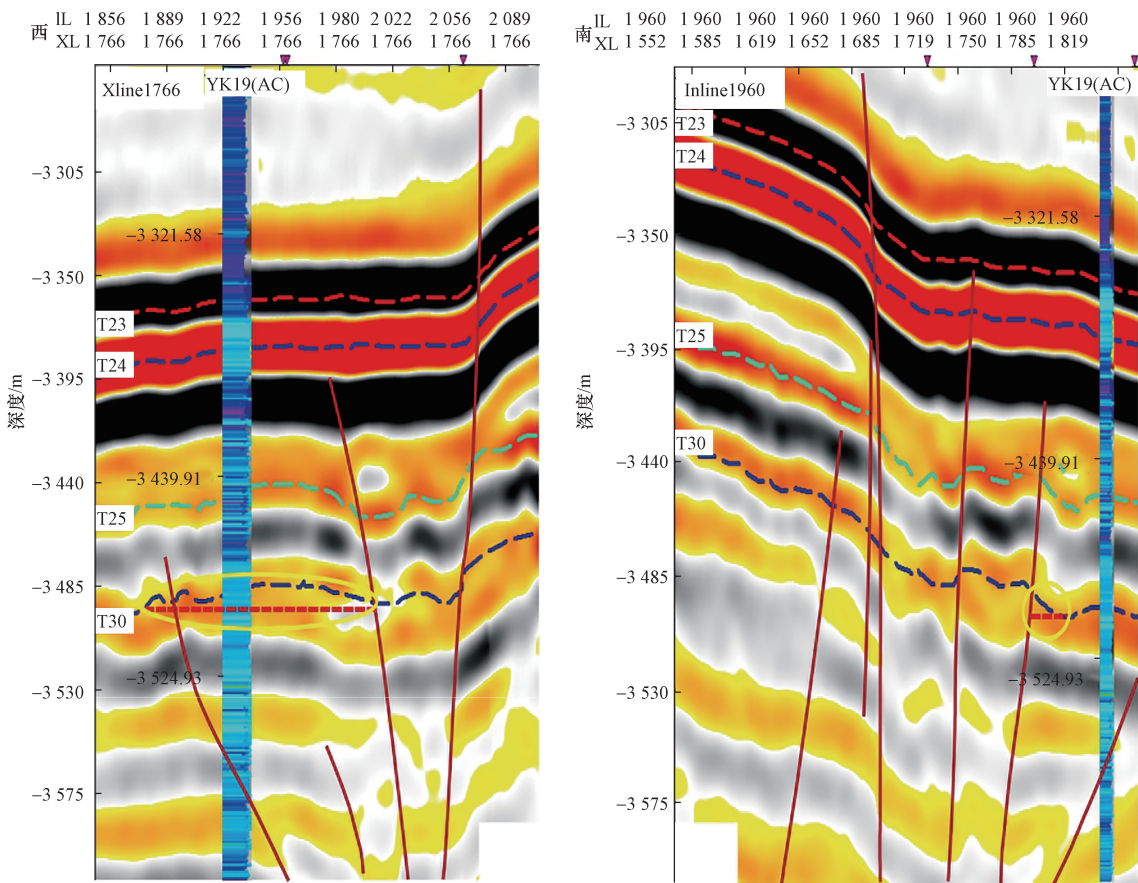 西
IL 1 856 1 889 1 922 1 956 1 980 2 022 2 056 2 089
XL 1 766 1 766 1 766 1 766 1 766 1 766 1 766 1 766
Xline1766
YK19(AC)
深度/m
−3 305
−3 350
−3 395
−3 440
−3 485
−3 530
−3 575
−3 321.58
T23
T24
−3 439.91
T25
T30
−3 524.93
南
IL 1 960 1 960 1 960 1 960 1 960 1 960 1 960 1 960 1 960
XL 1 552 1 585 1 619 1 652 1 685 1 719 1 750 1 785 1 819
Inline1960
YK19(AC)
深度/m
−3 305
−3 350
−3 395
−3 440
−3 485
−3 530
−3 575
T23
T24
−3 321.58
T25
T30
−3 439.91
−3 524.93